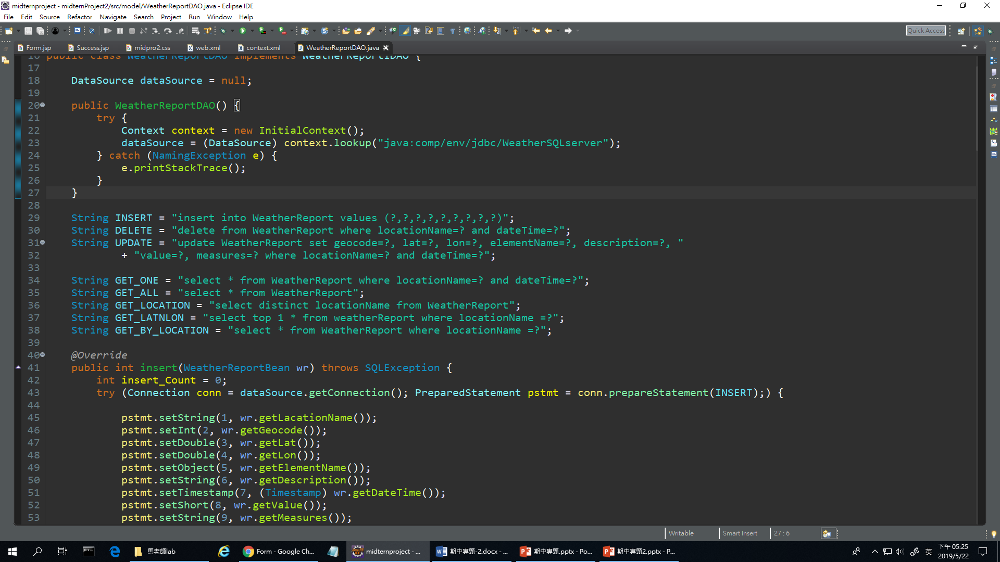 midternproject - midternProject2/src/model/WeatherReportDAO.java - Eclipse IDE
File Edit Source Refactor Navigate Search Project Run Window Help
Quick Access
Form.jsp Success.jsp midpro2.css web.xml context.xml WeatherReportDAO.java
16 public class WeatherReportDAO implements WeatherReportIDAO {
17
18 DataSource dataSource = null;
19
20 public WeatherReportDAO() {
21 try {
22 Context context = new InitialContext();
23 dataSource = (DataSource) context.lookup("java:comp/env/jdbc/WeatherSQLserver");
24 } catch (NamingException e) {
25 e.printStackTrace();
26 }
27 }
28
29 String INSERT = "insert into WeatherReport values (?,?,?,?,?,?,?,?,?)";
30 String DELETE = "delete from WeatherReport where locationName=? and dateTime=?";
31 String UPDATE = "update WeatherReport set geocode=?, lat=?, lon=?, elementName=?, description=?, "
32 + "value=?, measures=? where locationName=? and dateTime=?";
33
34 String GET_ONE = "select * from WeatherReport where locationName=? and dateTime=?";
35 String GET_ALL = "select * from WeatherReport";
36 String GET_LOCATION = "select distinct locationName from WeatherReport";
37 String GET_LATNLON = "select top 1 * from weatherReport where locationName =?";
38 String GET_BY_LOCATION = "select * from WeatherReport where locationName =?";
39
40 @Override
41 public int insert(WeatherReportBean wr) throws SQLException {
42 int insert_Count = 0;
43 try (Connection conn = dataSource.getConnection(); PreparedStatement pstmt = conn.prepareStatement(INSERT);) {
44
45 pstmt.setString(1, wr.getLacationName());
46 pstmt.setInt(2, wr.getGeocode());
47 pstmt.setDouble(3, wr.getLat());
48 pstmt.setDouble(4, wr.getLon());
49 pstmt.setObject(5, wr.getElementName());
50 pstmt.setString(6, wr.getDescription());
51 pstmt.setTimestamp(7, (Timestamp) wr.getDateTime());
52 pstmt.setShort(8, wr.getValue());
53 pstmt.setString(9, wr.getMeasures());
Writable Smart Insert 27 : 6
馬老師lab Form - Google Ch... midternproject - ... 期中專題-2.docx - ... 期中專題.pptx - Po... 期中專題2.pptx - P... 英 下午 05:25
2019/5/22